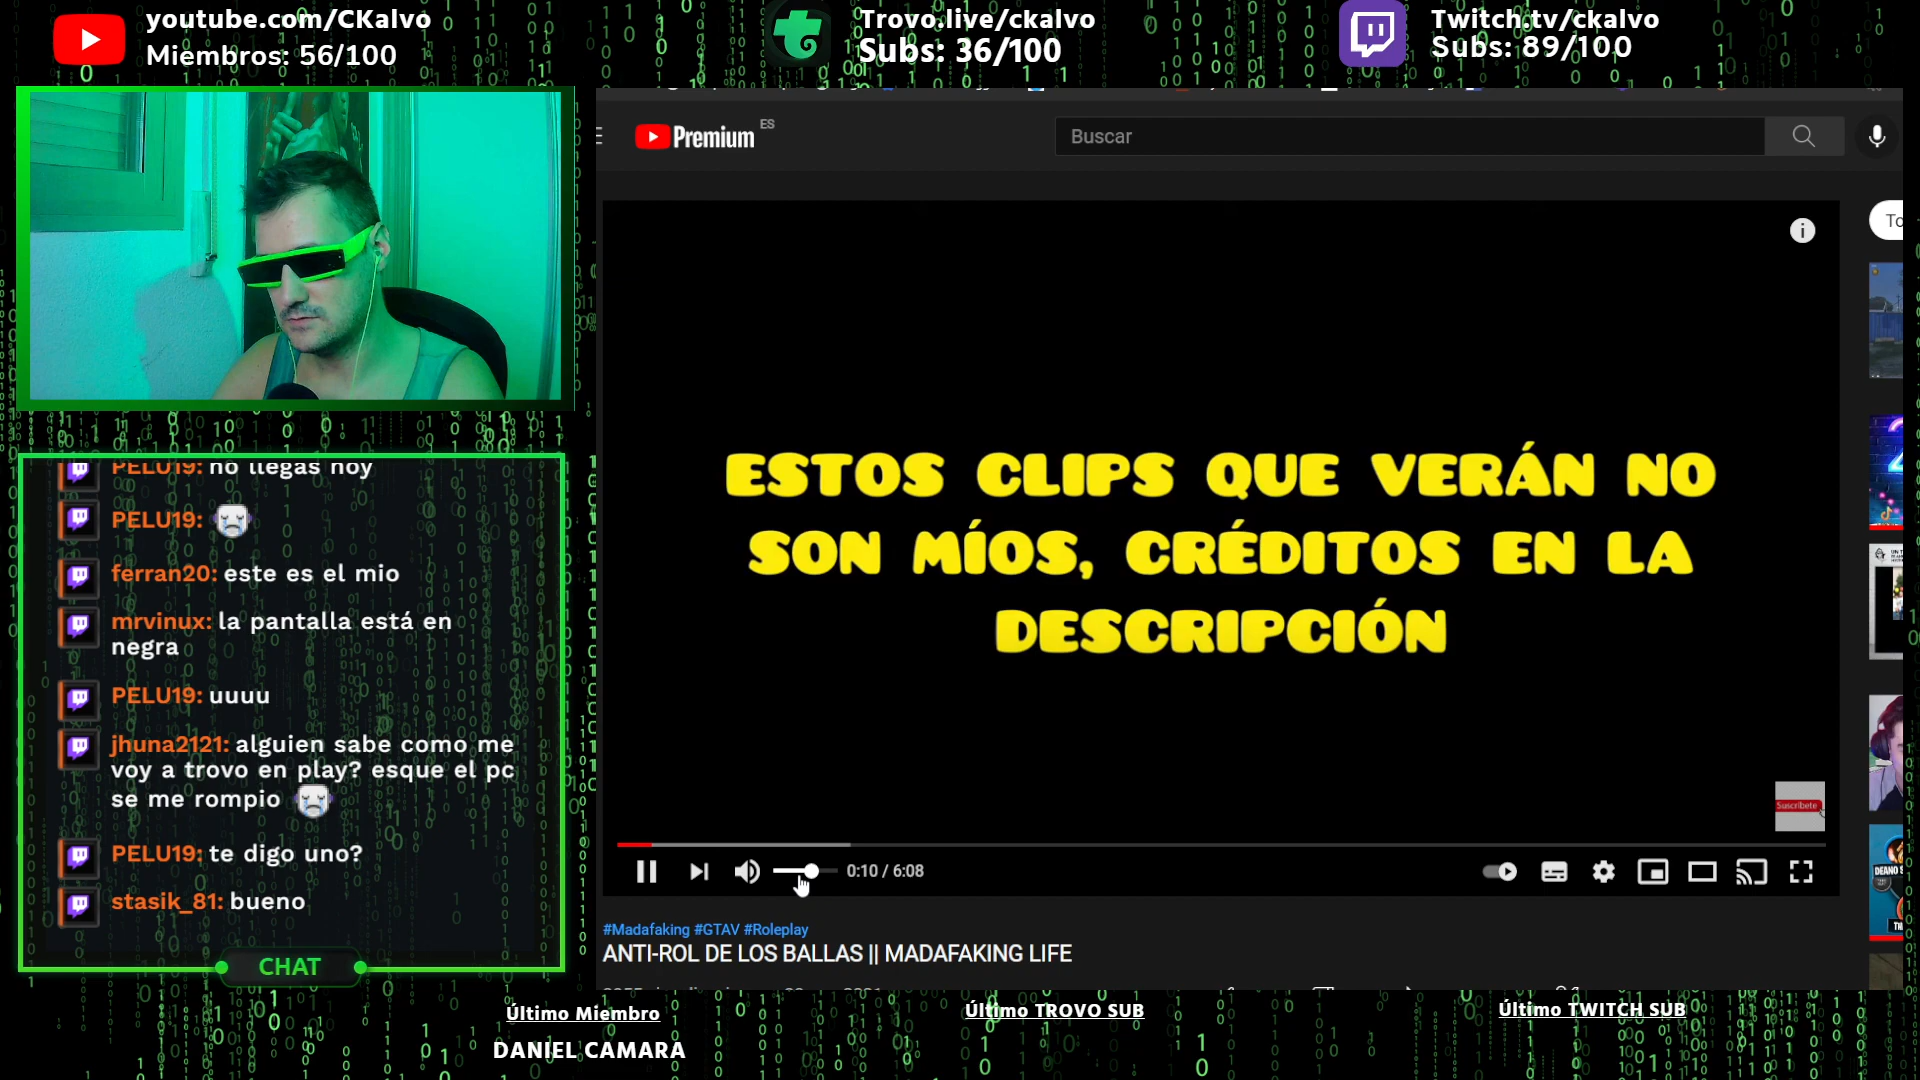 youtube.com/CKalvo
Miembros: 56/100
Trovo.live/ckalvo
Subs: 36/100
Twitch.tv/ckalvo
Subs: 89/100
Premium ES
Buscar
ESTOS CLIPS QUE VERÁN NO
SON MÍOS, CRÉDITOS EN LA
DESCRIPCIÓN
Suscríbete
0:10 / 6:08
#Madafaking #GTAV #Roleplay
ANTI-ROL DE LOS BALLAS || MADAFAKING LIFE
PELU19: no llegas hoy
PELU19:
ferran20: este es el mio
mrvinux: la pantalla está en
negra
PELU19: uuuu
jhuna2121: alguien sabe como me
voy a trovo en play? esque el pc
se me rompio
PELU19: te digo uno?
stasik_81: bueno
CHAT
Último Miembro
DANIEL CAMARA
Último TROVO SUB
Último TWITCH SUB